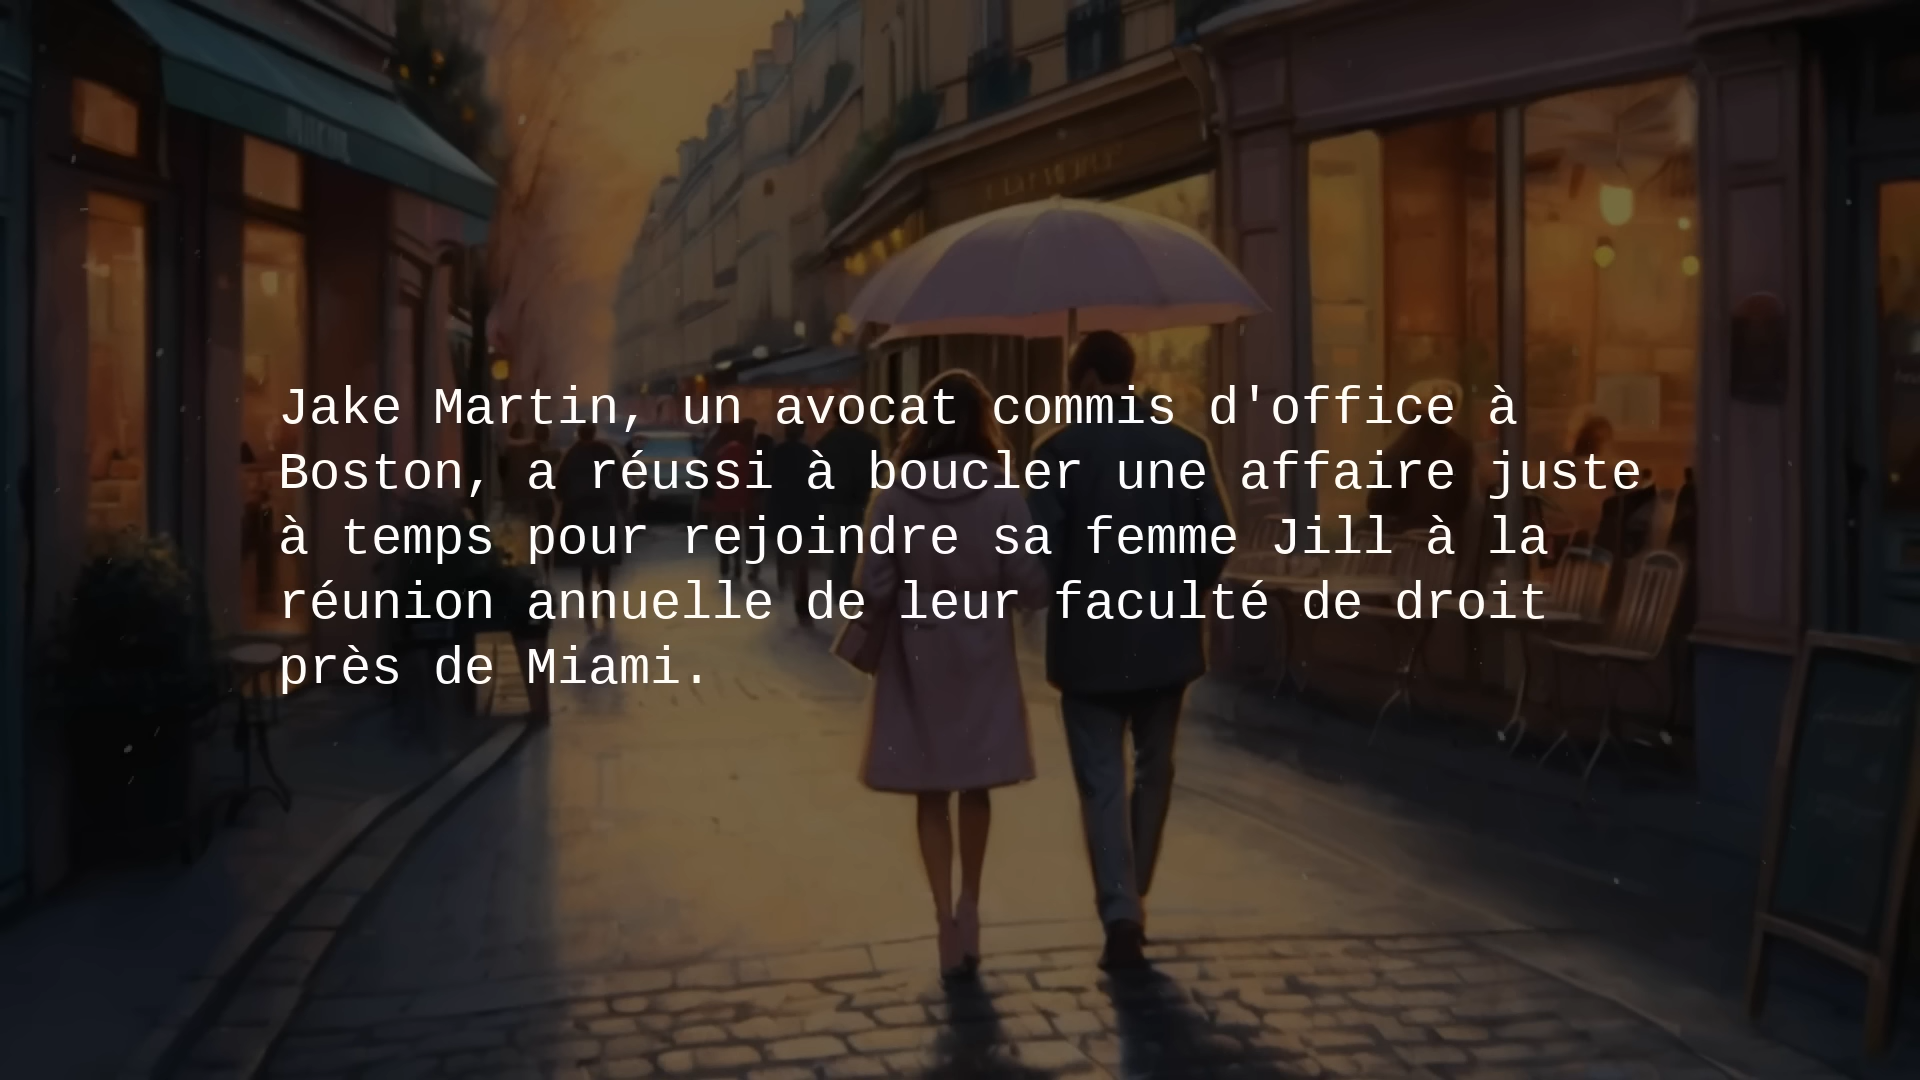 Jake Martin, un avocat commis d'office à
Boston, a réussi à boucler une affaire juste
à temps pour rejoindre sa femme Jill à la
réunion annuelle de leur faculté de droit
près de Miami.